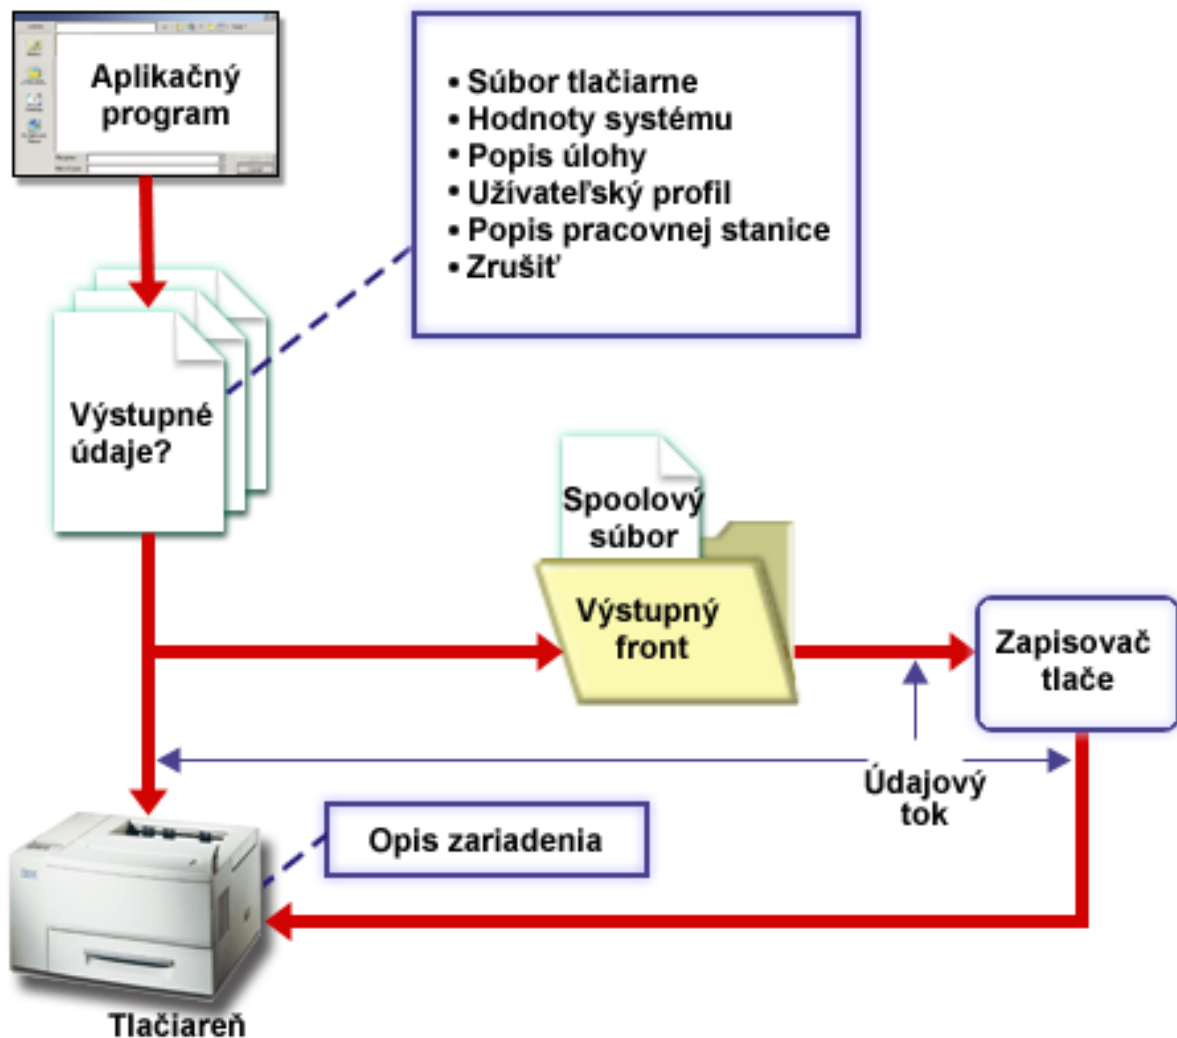 Aplikačný
program
• Súbor tlačiarne
• Hodnoty systému
• Popis úlohy
• Užívateľský profil
• Popis pracovnej stanice
• Zrušiť
Výstupné
údaje?
Spoolový
súbor
Výstupný
front
Zapisovač
tlače
Údajový
tok
Opis zariadenia
IBM
Tlačiareň